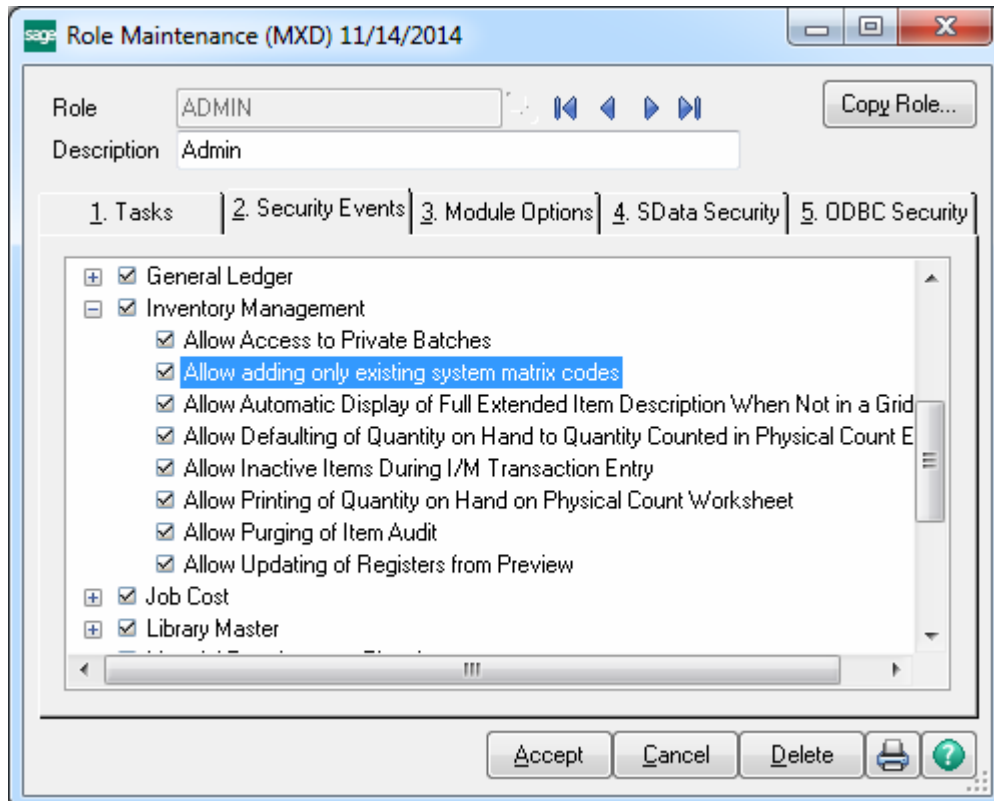 sage Role Maintenance (MXD) 11/14/2014
Role ADMIN Copy Role...
Description Admin
1. Tasks 2. Security Events 3. Module Options 4. SData Security 5. ODBC Security
General Ledger
Inventory Management
Allow Access to Private Batches
Allow adding only existing system matrix codes
Allow Automatic Display of Full Extended Item Description When Not in a Grid
Allow Defaulting of Quantity on Hand to Quantity Counted in Physical Count E
Allow Inactive Items During I/M Transaction Entry
Allow Printing of Quantity on Hand on Physical Count Worksheet
Allow Purging of Item Audit
Allow Updating of Registers from Preview
Job Cost
Library Master
Accept Cancel Delete